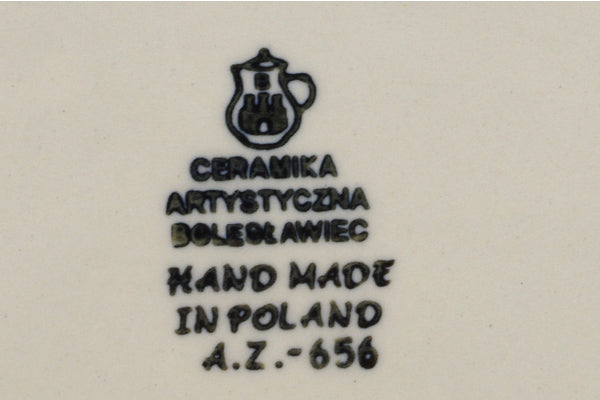 B
CERAMIKA
ARTYSTYCZNA
BOLESŁAWIEC
HAND MADE
IN POLAND
A.Z.-656